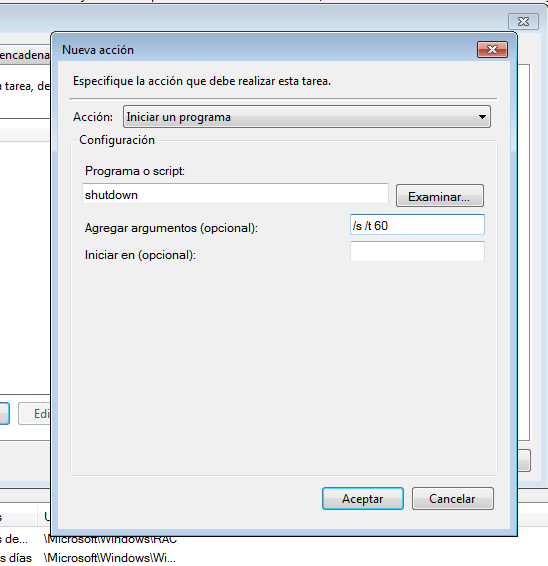 Nueva acción
encadena
Especifique la acción que debe realizar esta tarea.
tarea, de
Acción:
Iniciar un programa
Configuración
Programa o script:
shutdown
Examinar...
Agregar argumentos (opcional):
/s /t 60
Iniciar en (opcional):
Edi
Aceptar
Cancelar
s
U
s de...
\Microsoft\Windows\RAC
s días
\Microsoft\Windows\Wi...